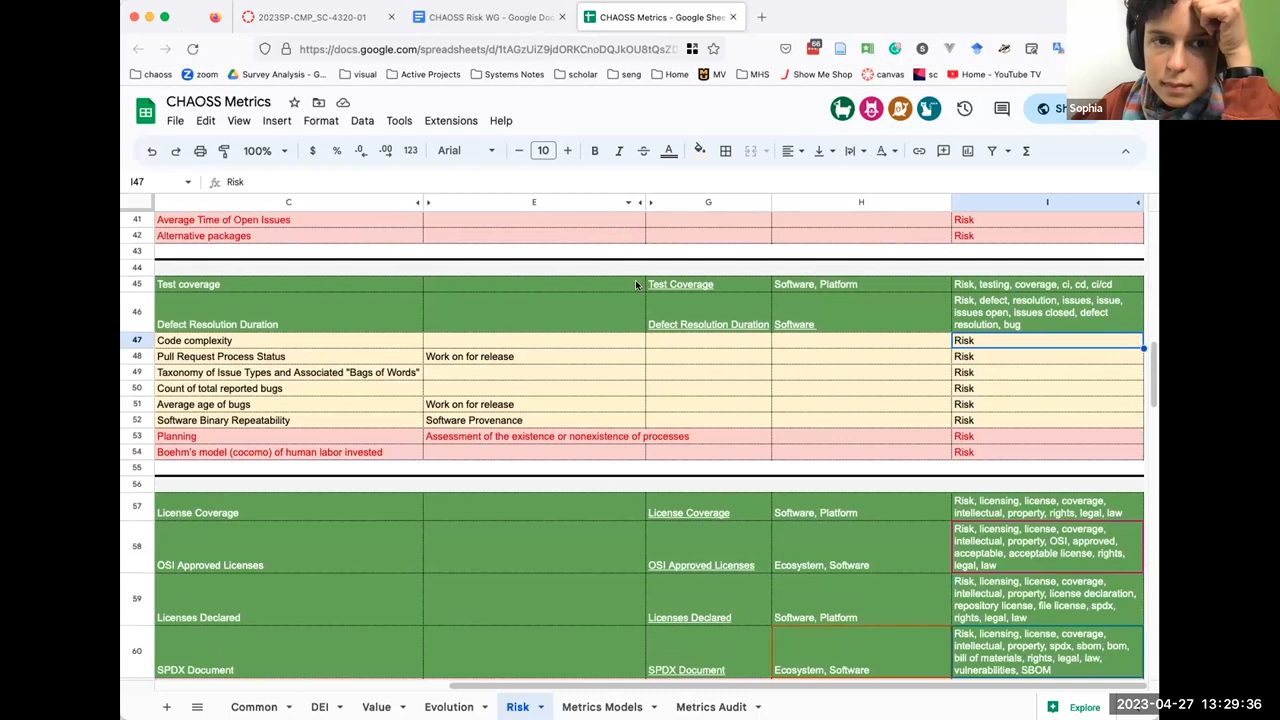 2023SP-CMP_SC-4320-01
CHAOSS Risk WG - Google Doc
CHAOSS Metrics - Google Shee
https://docs.google.com/spreadsheets/d/1tAGzUiZ9jdORKCnoDQJkOU8tQsZD
66
chaoss
zoom
Survey Analysis - G...
visual
Active Projects
Systems Notes
scholar
seng
Home
MV
MHS
Show Me Shop
canvas
sc
Home - YouTube TV
Sophia
CHAOSS Metrics
File Edit View Insert Format Data Tools Extensions Help
Sh
100% $ % .0 .00 123 Arial 10 B I S A Σ
I47 fx Risk
C E G H I
41 Average Time of Open Issues Risk
42 Alternative packages Risk
43
44
45 Test coverage Test Coverage Software, Platform Risk, testing, coverage, ci, cd, ci/cd
46 Defect Resolution Duration Defect Resolution Duration Software Risk, defect, resolution, issues, issue,
issues open, issues closed, defect
resolution, bug
47 Code complexity Risk
48 Pull Request Process Status Work on for release Risk
49 Taxonomy of Issue Types and Associated "Bags of Words" Risk
50 Count of total reported bugs Risk
51 Average age of bugs Work on for release Risk
52 Software Binary Repeatability Software Provenance Risk
53 Planning Assessment of the existence or nonexistence of processes Risk
54 Boehm's model (cocomo) of human labor invested Risk
55
56
57 License Coverage License Coverage Software, Platform Risk, licensing, license, coverage,
intellectual, property, rights, legal, law
58 OSI Approved Licenses OSI Approved Licenses Ecosystem, Software Risk, licensing, license, coverage,
intellectual, property, OSI, approved,
acceptable, acceptable license, rights,
legal, law
59 Licenses Declared Licenses Declared Software, Platform Risk, licensing, license, coverage,
intellectual, property, license declaration,
repository license, file license, spdx,
rights, legal, law
60 SPDX Document SPDX Document Ecosystem, Software Risk, licensing, license, coverage,
intellectual, property, spdx, sbom, bom,
bill of materials, rights, legal, law,
vulnerabilities, SBOM
Common DEI Value Evolution Risk Metrics Models Metrics Audit
Explore
2023-04-27 13:29:36